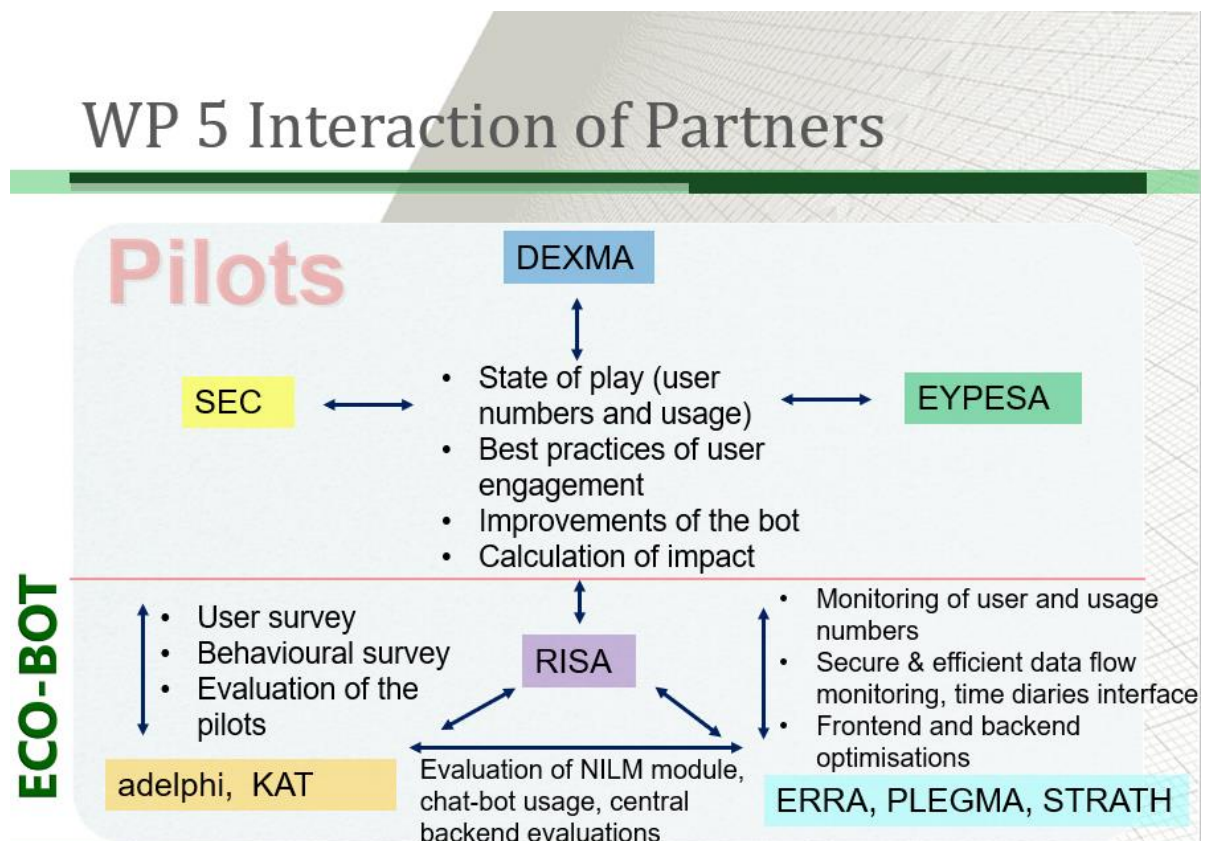 WP 5 Interaction of Partners
Pilots
DEXMA
SEC
• State of play (user
numbers and usage)
• Best practices of user
engagement
• Improvements of the bot
• Calculation of impact
EYPESA
ECO-BOT
• User survey
• Behavioural survey
• Evaluation of the
pilots
RISA
• Monitoring of user and usage
numbers
• Secure & efficient data flow
monitoring, time diaries interface
• Frontend and backend
optimisations
adelphi, KAT
Evaluation of NILM module,
chat-bot usage, central
backend evaluations
ERRA, PLEGMA, STRATH